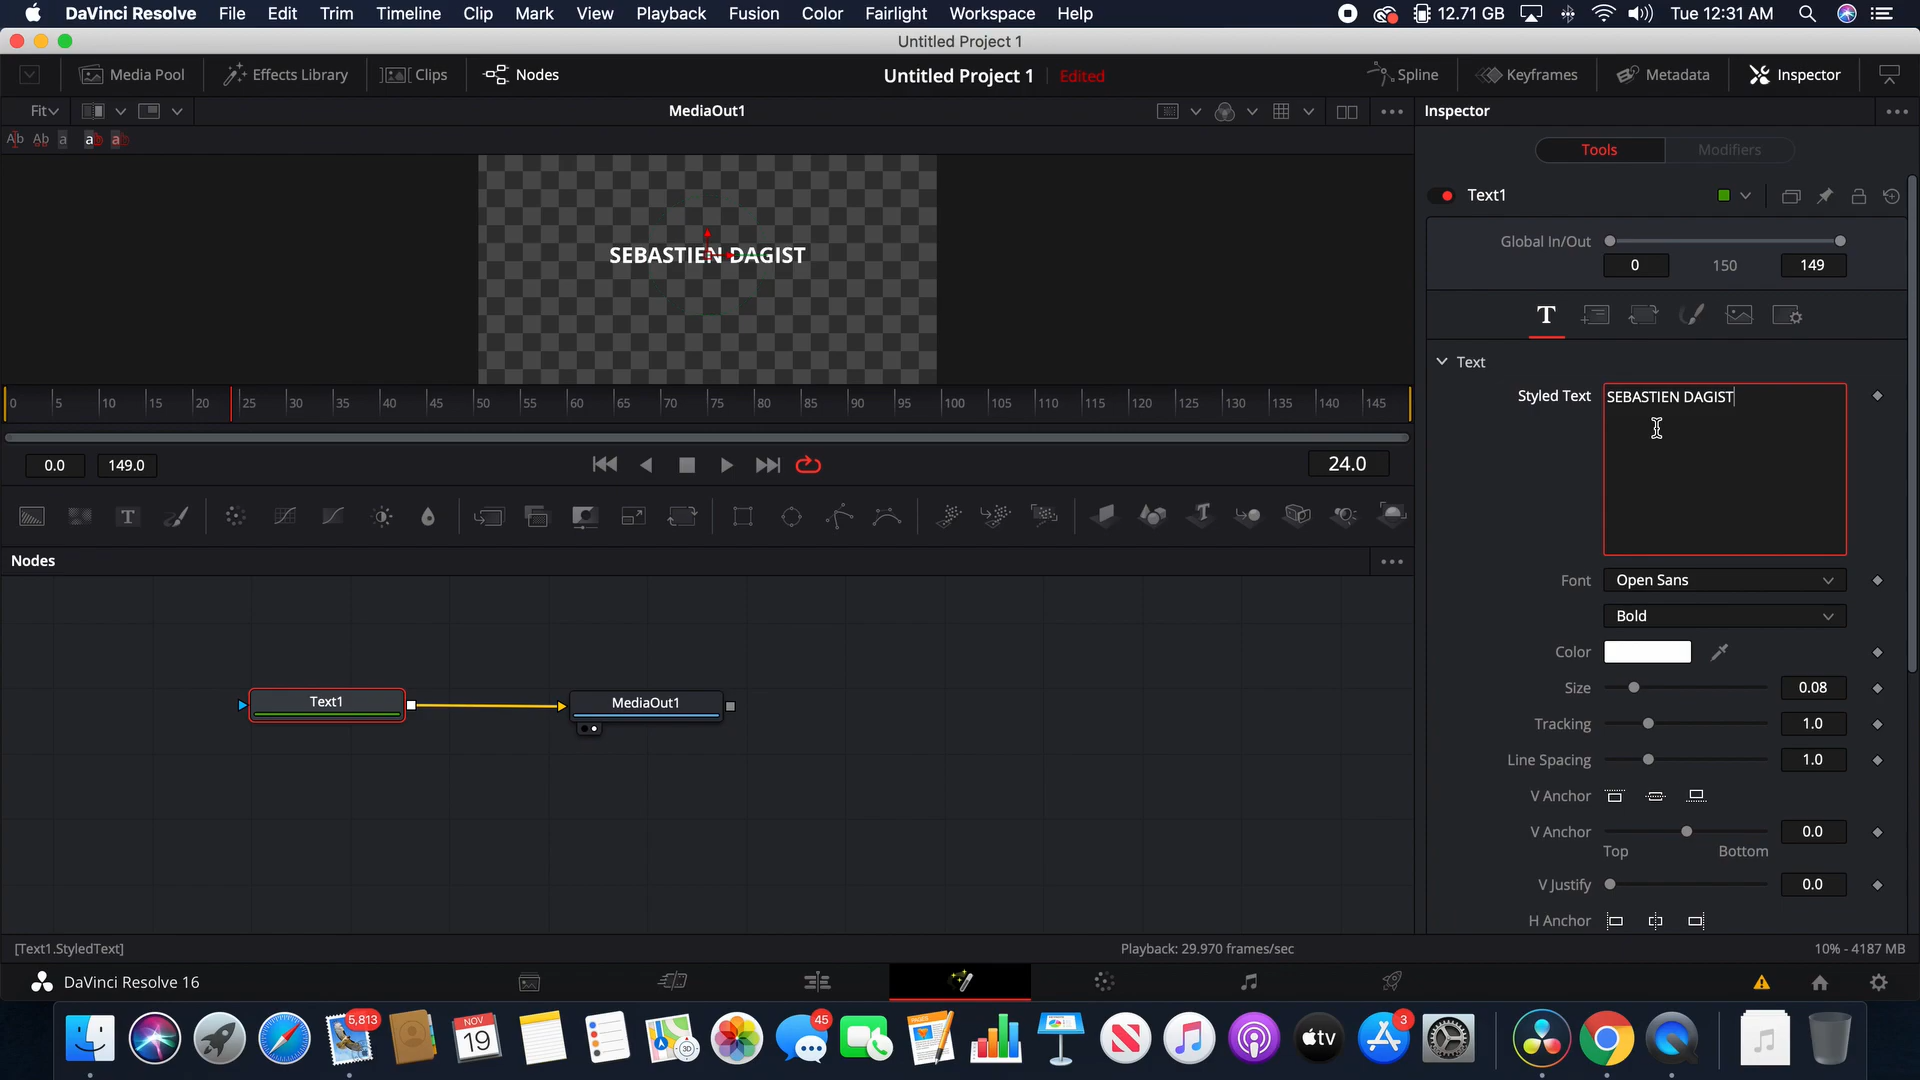 DaVinci Resolve File Edit Trim Timeline Clip Mark View Playback Fusion Color Fairlight Workspace Help 12.71 GB Tue 12:31 AM
Untitled Project 1
Media Pool Effects Library Clips Nodes Untitled Project 1 Edited Spline Keyframes Metadata Inspector
Fit MediaOut1 Inspector
Tools Modifiers
Text1
SEBASTIEN DAGIST
Global In/Out
0 150 149
T
Text
Styled Text SEBASTIEN DAGIST
0 5 10 15 20 25 30 35 40 45 50 55 60 65 70 75 80 85 90 95 100 105 110 115 120 125 130 135 140 145
0.0 149.0 24.0
Nodes
Font Open Sans
Bold
Color
Size 0.08
Tracking 1.0
Line Spacing 1.0
V Anchor
V Anchor 0.0
Top Bottom
V Justify 0.0
H Anchor
Text1 MediaOut1
[Text1.StyledText] Playback: 29.970 frames/sec 10% - 4187 MB
DaVinci Resolve 16
5,813 NOV 19 45 PAGES tv 3